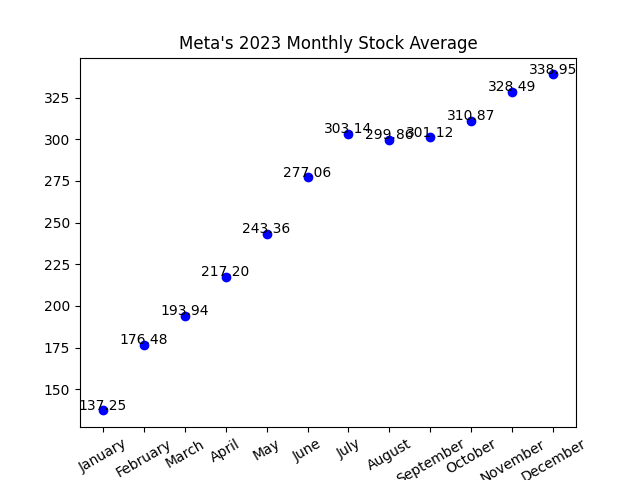 Meta's 2023 Monthly Stock Average
338.95
328.49
325
310.87
303.14
299.86
301.12
300
277.06
275
250
243.36
225
217.20
200
193.94
176.48
175
150
137.25
January
February
March
April
May
June
July
August
September
October
November
December